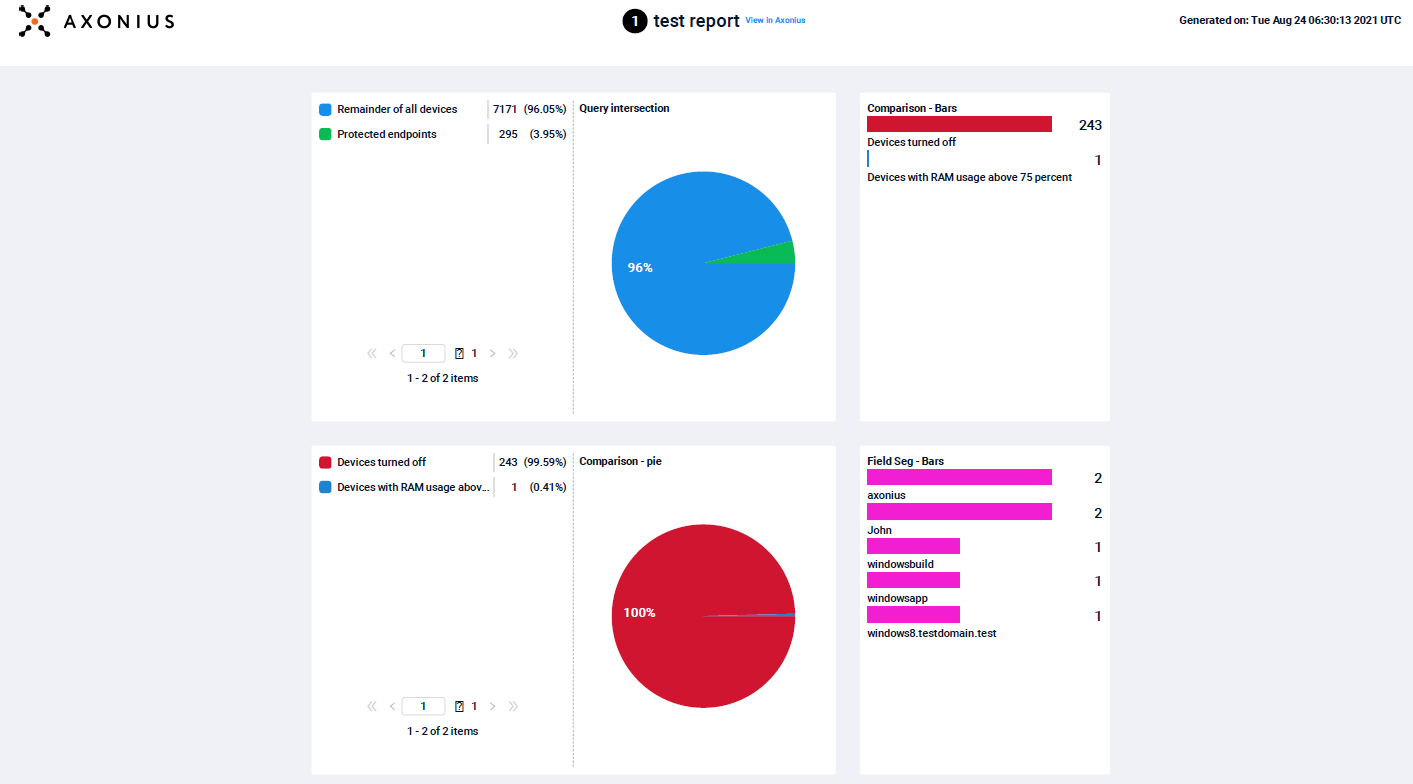 AXONIUS
1 test report View in Axonius
Generated on: Tue Aug 24 06:30:13 2021 UTC
Remainder of all devices 7171 (96.05%)
Protected endpoints 295 (3.95%)
Query intersection
96%
« < 1 1 > »
1 - 2 of 2 items
Comparison - Bars
243
Devices turned off
1
Devices with RAM usage above 75 percent
Devices turned off 243 (99.59%)
Devices with RAM usage abov... 1 (0.41%)
Comparison - pie
100%
« < 1 1 > »
1 - 2 of 2 items
Field Seg - Bars
2
axonius
2
John
1
windowsbuild
1
windowsapp
1
windows8.testdomain.test